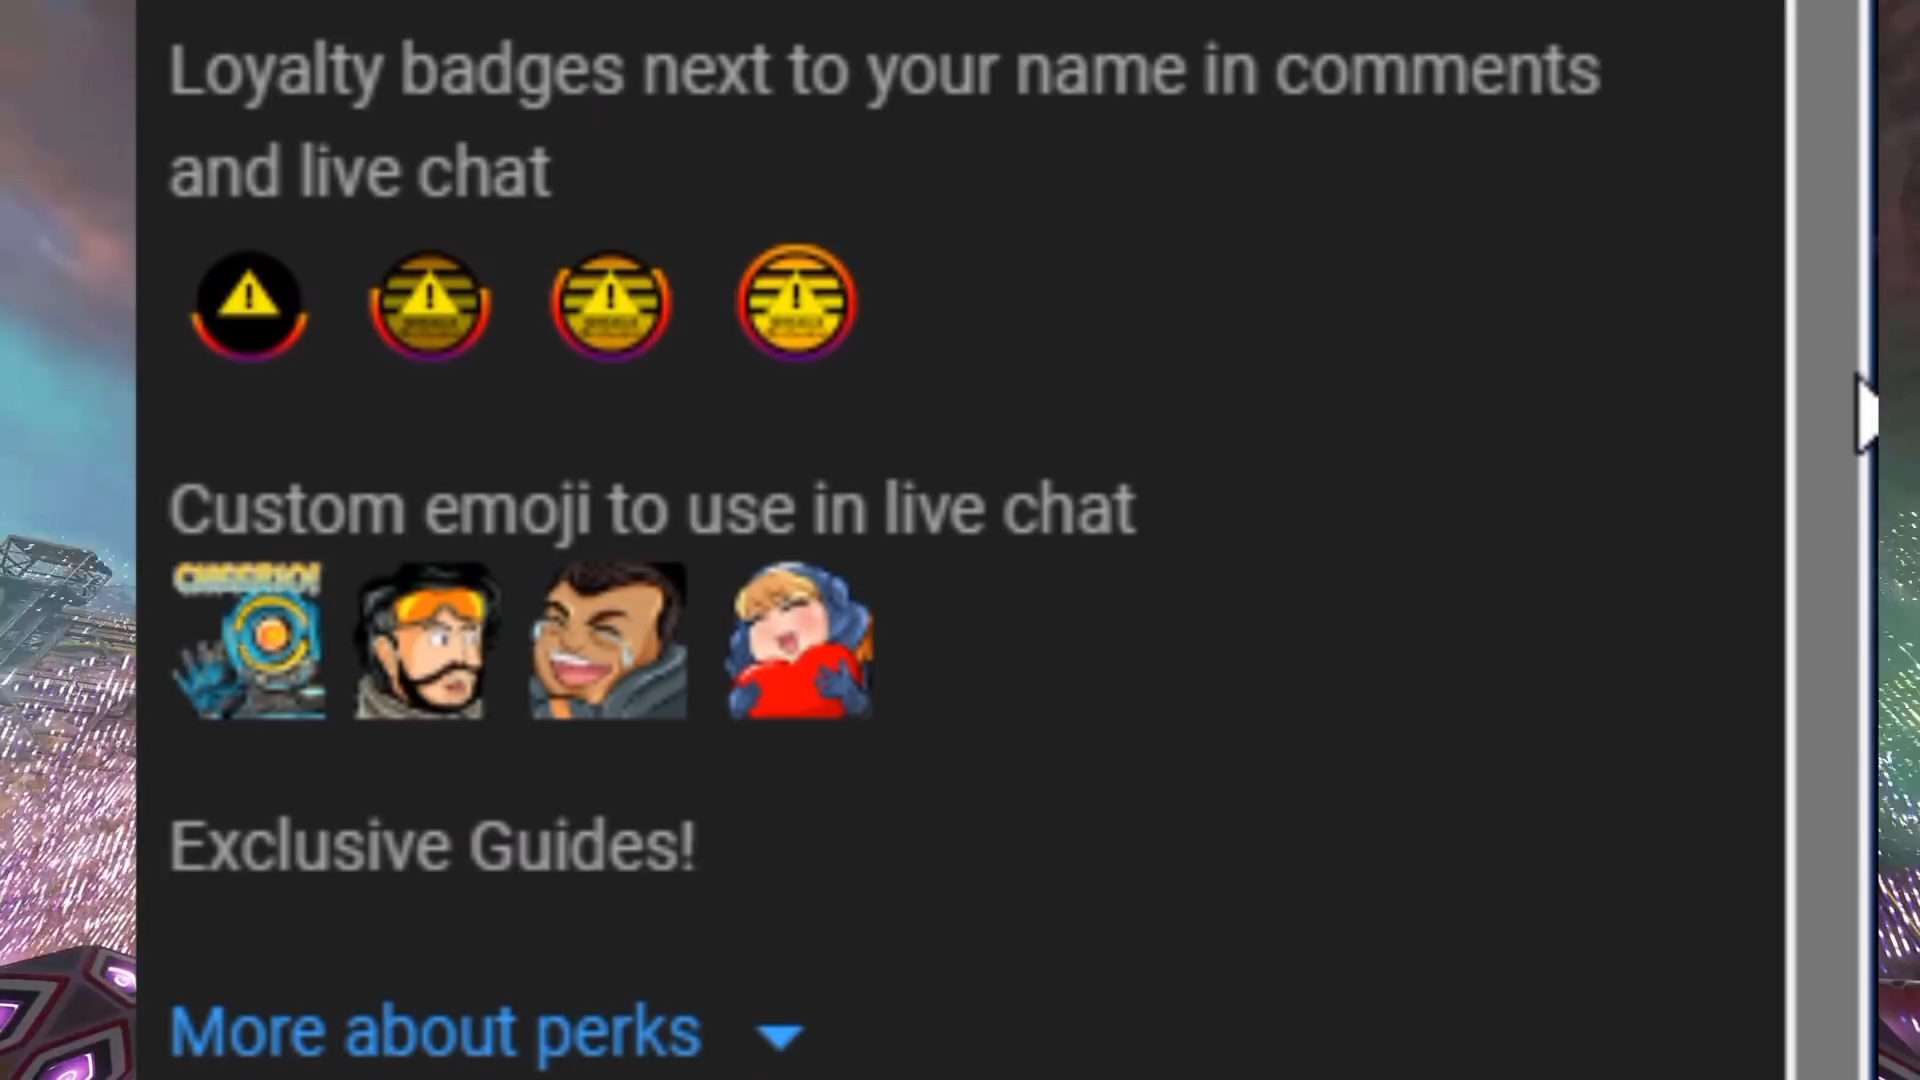 Loyalty badges next to your name in comments
and live chat
Custom emoji to use in live chat
CHEERIO!
Exclusive Guides!
More about perks